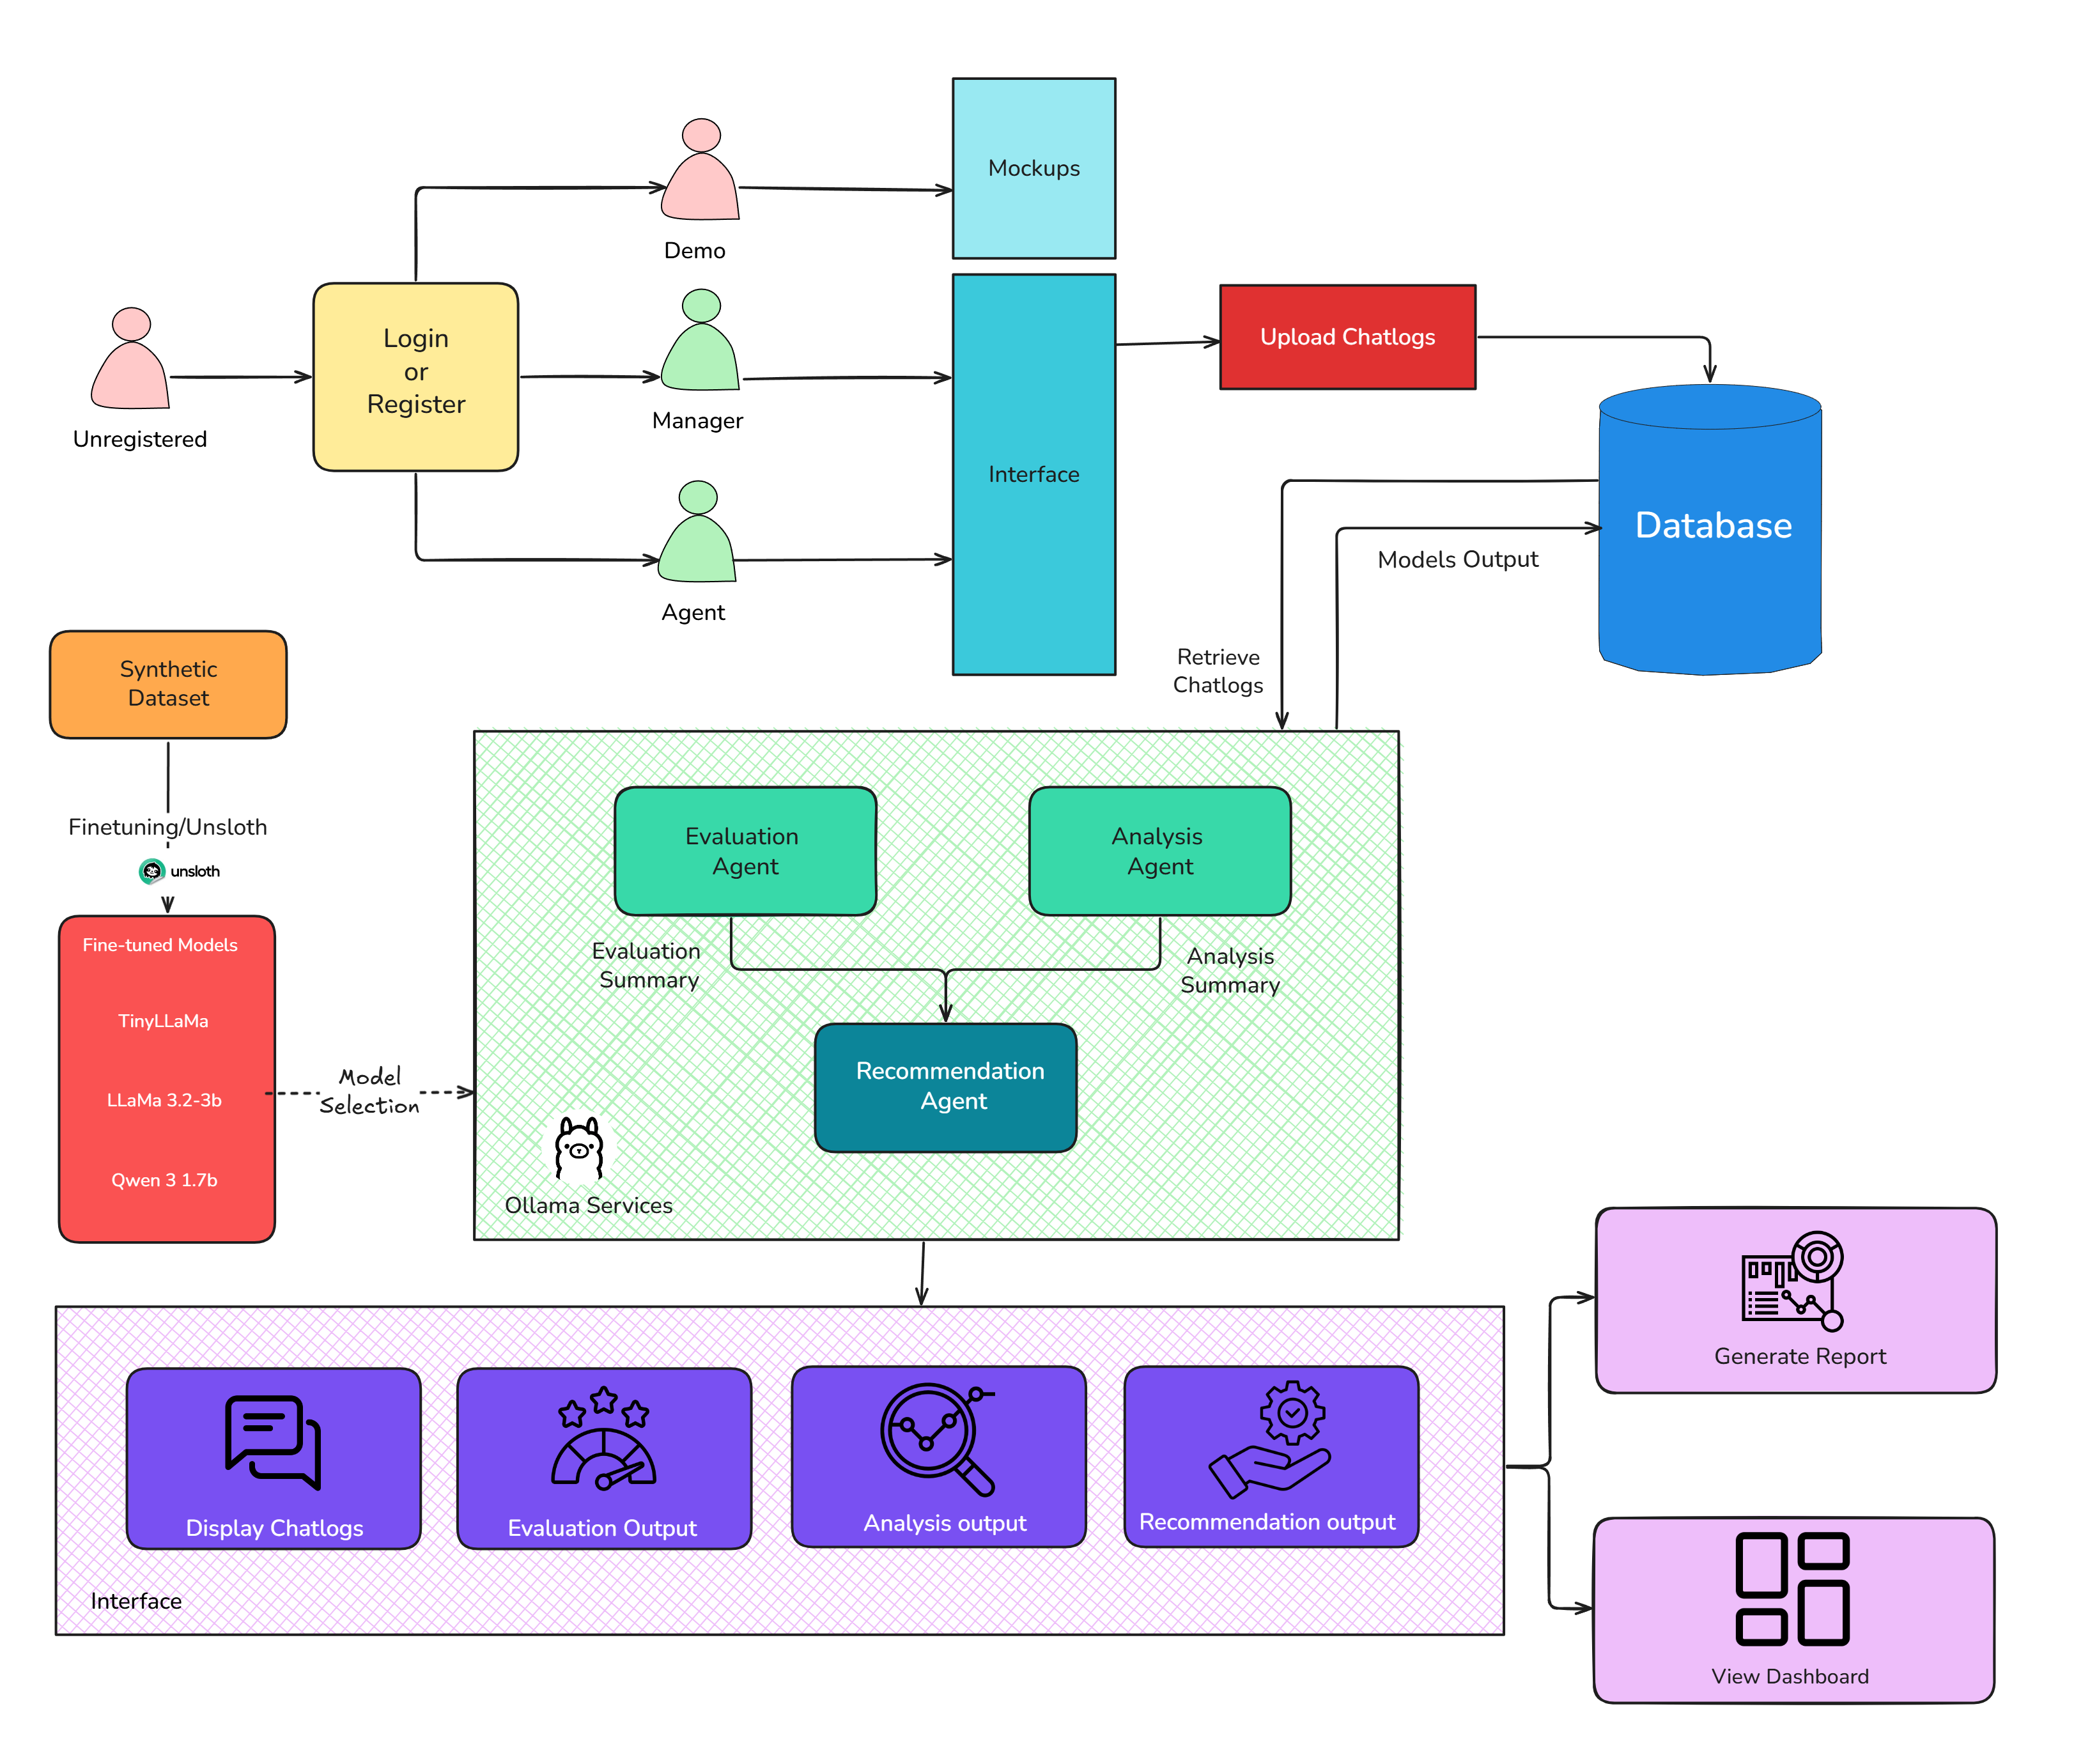 Mockups
Demo
Login
or
Register
Upload Chatlogs
Unregistered
Manager
Interface
Database
Models Output
Agent
Retrieve
Chatlogs
Synthetic
Dataset
Finetuning/Unsloth
unsloth
Fine-tuned Models
TinyLLaMa
LLaMa 3.2-3b
Qwen 3 1.7b
Model
Selection
Evaluation
Agent
Analysis
Agent
Evaluation
Summary
Analysis
Summary
Recommendation
Agent
Ollama Services
Display Chatlogs
Evaluation Output
Analysis output
Recommendation output
Interface
Generate Report
View Dashboard